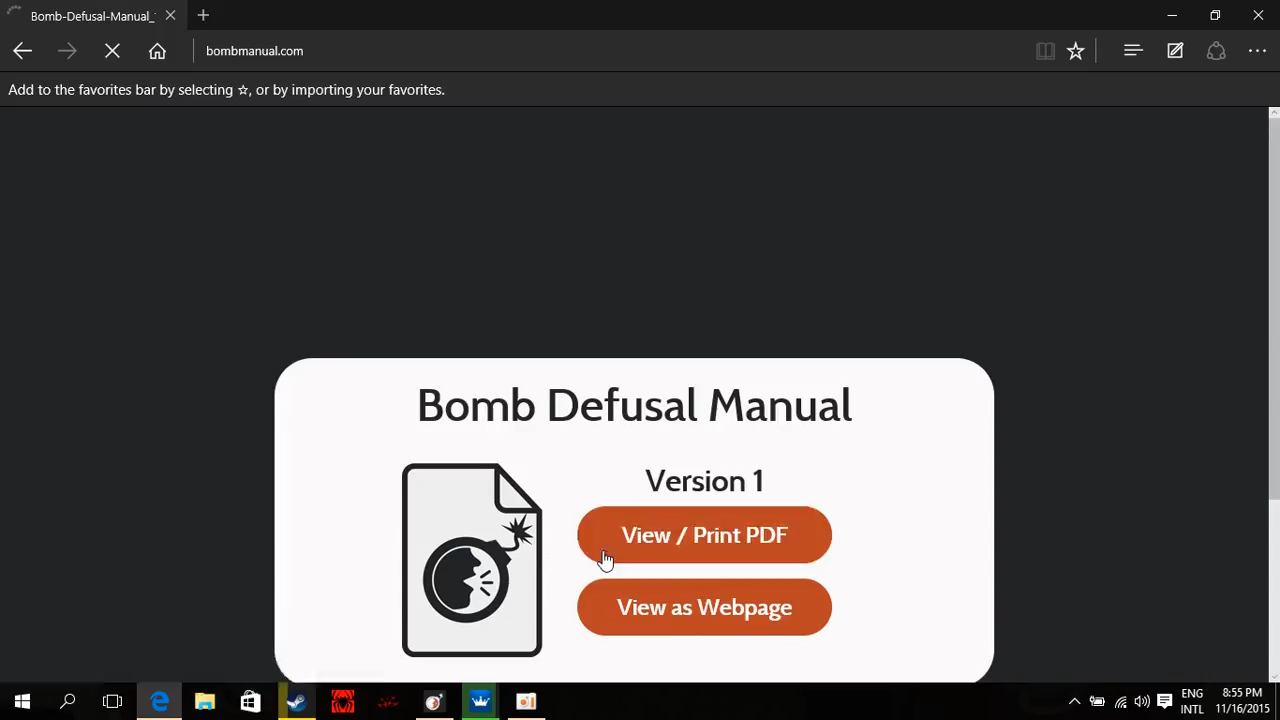 Bomb-Defusal-Manual_
bombmanual.com
Add to the favorites bar by selecting ☆, or by importing your favorites.
Bomb Defusal Manual
Version 1
View / Print PDF
View as Webpage
ENG
INTL
8:55 PM
11/16/2015